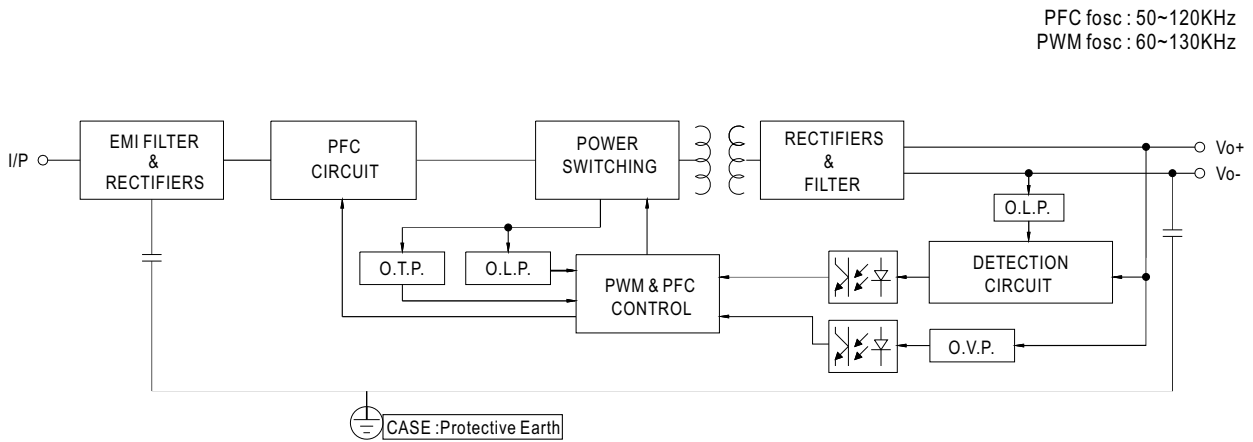 PFC fosc : 50~120KHz
PWM fosc : 60~130KHz
I/P
EMI FILTER
&
RECTIFIERS
PFC
CIRCUIT
POWER
SWITCHING
RECTIFIERS
&
FILTER
Vo+
Vo-
O.L.P.
O.T.P.
O.L.P.
PWM & PFC
CONTROL
DETECTION
CIRCUIT
O.V.P.
CASE :Protective Earth